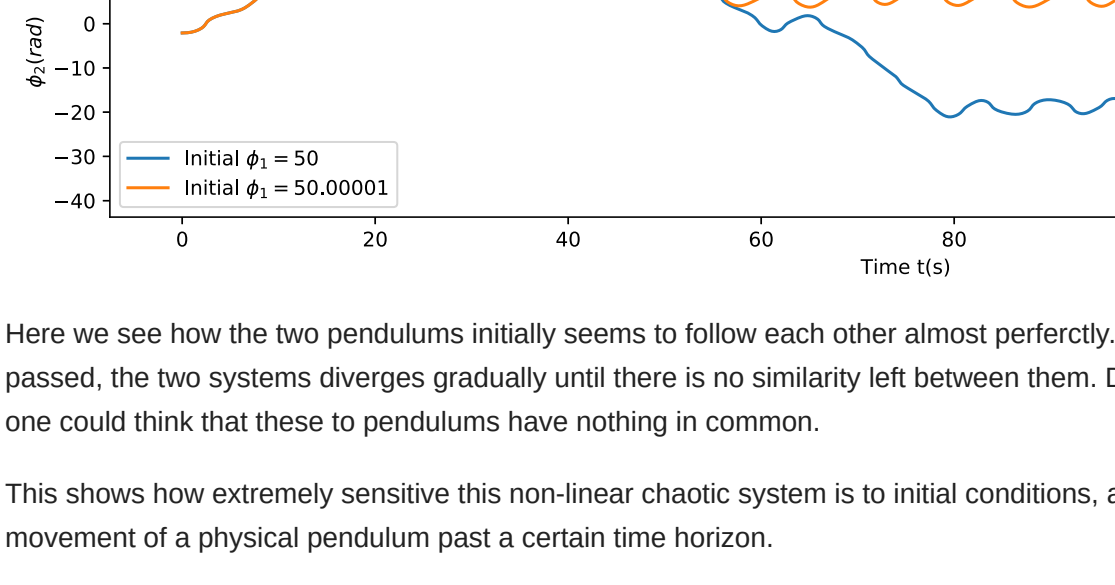 0
−10
−20
−30
−40
ϕ₂(rad)
Initial ϕ₁ = 50
Initial ϕ₁ = 50.00001
0 20 40 60 80
Time t(s)
Here we see how the two pendulums initially seems to follow each other almost perferctly.
passed, the two systems diverges gradually until there is no similarity left between them. D
one could think that these to pendulums have nothing in common.
This shows how extremely sensitive this non-linear chaotic system is to initial conditions, a
movement of a physical pendulum past a certain time horizon.